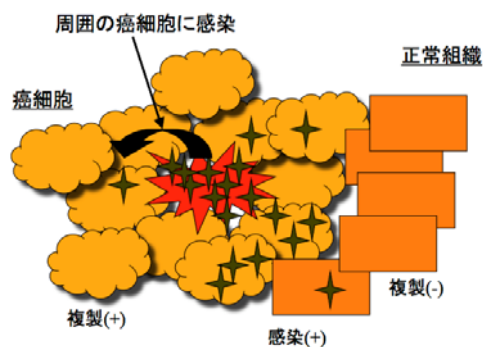 周囲の癌細胞に感染
正常組織
癌細胞
複製(+)
感染(+)
複製(-)